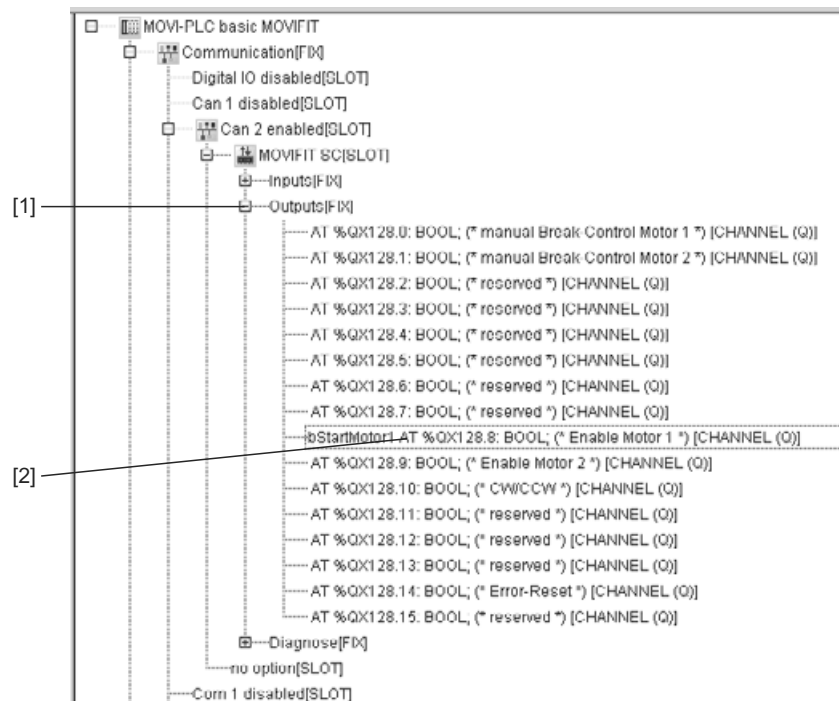 MOVI-PLC basic MOVIFIT
Communication[FIX]
Digital IO disabled[SLOT]
Can 1 disabled[SLOT]
Can 2 enabled[SLOT]
MOVIFIT SC[SLOT]
Inputs[FIX]
[1] Outputs[FIX]
AT %QX128.0: BOOL; (* manual Break-Control Motor 1 *) [CHANNEL (Q)]
AT %QX128.1: BOOL; (* manual Break-Control Motor 2 *) [CHANNEL (Q)]
AT %QX128.2: BOOL; (* reserved *) [CHANNEL (Q)]
AT %QX128.3: BOOL; (* reserved *) [CHANNEL (Q)]
AT %QX128.4: BOOL; (* reserved *) [CHANNEL (Q)]
AT %QX128.5: BOOL; (* reserved *) [CHANNEL (Q)]
AT %QX128.6: BOOL; (* reserved *) [CHANNEL (Q)]
AT %QX128.7: BOOL; (* reserved *) [CHANNEL (Q)]
bStartMotor1 AT %QX128.8: BOOL; (* Enable Motor 1 *) [CHANNEL (Q)]
[2] AT %QX128.9: BOOL; (* Enable Motor 2 *) [CHANNEL (Q)]
AT %QX128.10: BOOL; (* CW/CCW *) [CHANNEL (Q)]
AT %QX128.11: BOOL; (* reserved *) [CHANNEL (Q)]
AT %QX128.12: BOOL; (* reserved *) [CHANNEL (Q)]
AT %QX128.13: BOOL; (* reserved *) [CHANNEL (Q)]
AT %QX128.14: BOOL; (* Error-Reset *) [CHANNEL (Q)]
AT %QX128.15: BOOL; (* reserved *) [CHANNEL (Q)]
Diagnose[FIX]
no option[SLOT]
Com 1 disabled[SLOT]